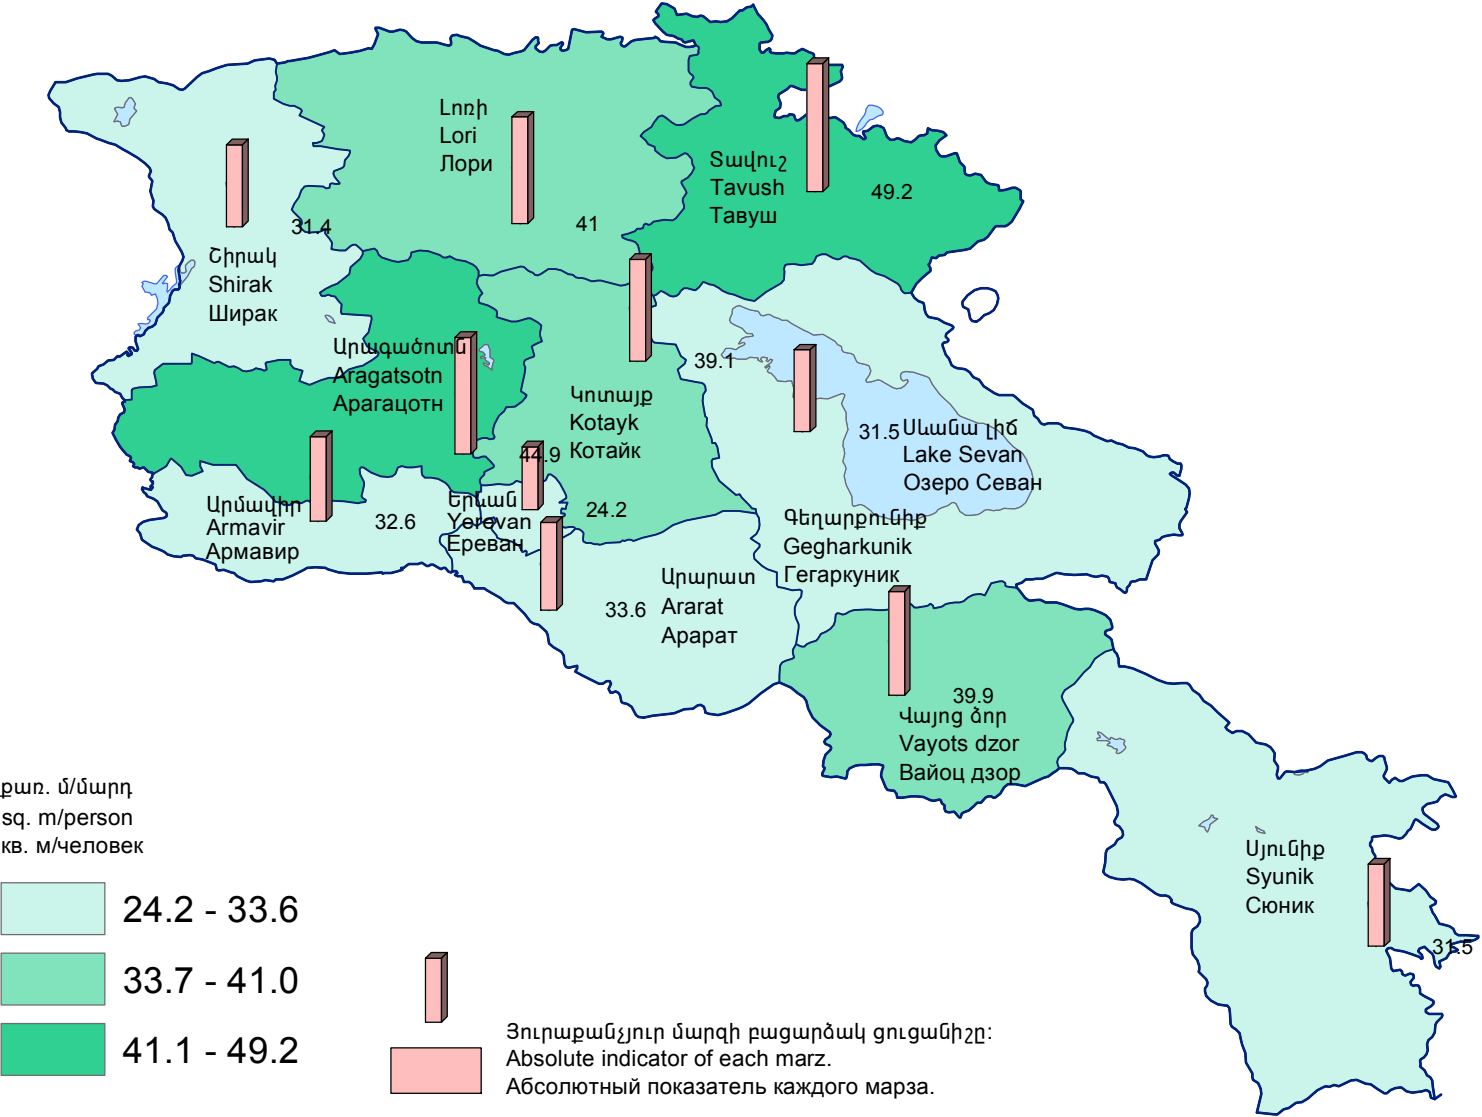 Լոռի
Lori
Лори
41
Տավուշ
Tavush
Тавуш
49.2
31.4
Շիրակ
Shirak
Ширак
Արագածոտն
Aragatsotn
Арагацотн
44.9
39.1
Կոտայք
Kotayk
Котайк
24.2
31.5
Սևանա լիճ
Lake Sevan
Озеро Севан
Արմավիր
Armavir
Армавир
32.6
Երևան
Yerevan
Ереван
Գեղարքունիք
Gegharkunik
Гегаркуник
33.6
Արարատ
Ararat
Арарат
39.9
Վայոց ձոր
Vayots dzor
Вайоц дзор
Սյունիք
Syunik
Сюник
31.5
քառ. մ/մարդ
sq. m/person
кв. м/человек
24.2 - 33.6
33.7 - 41.0
41.1 - 49.2
Յուրաքանչյուր մարզի բացարձակ ցուցանիշը:
Absolute indicator of each marz.
Абсолютный показатель каждого марза.